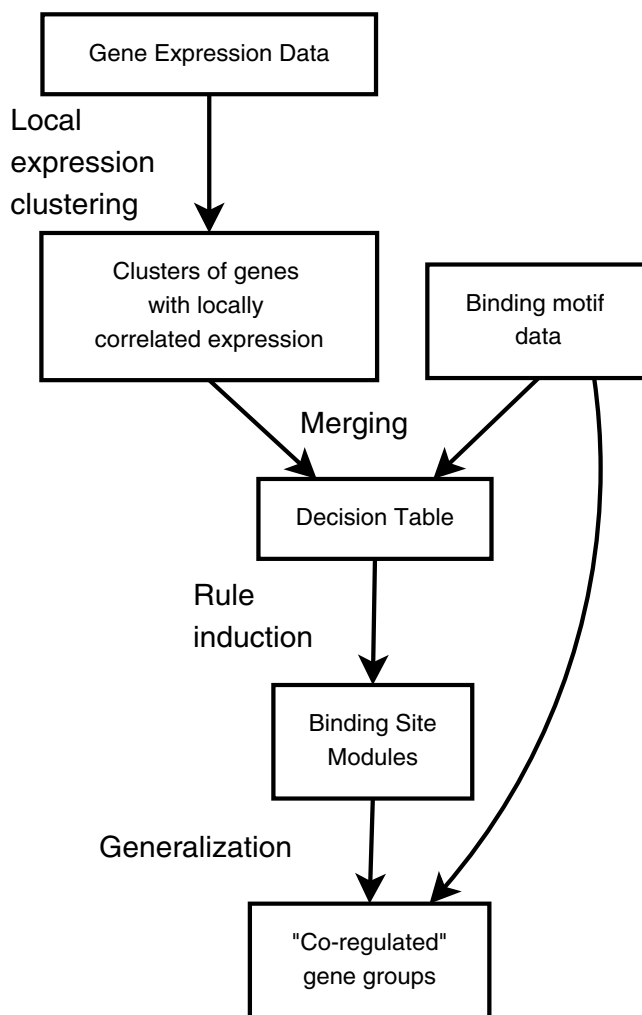 Gene Expression Data
Local
expression
clustering
Clusters of genes
with locally
correlated expression
Binding motif
data
Merging
Decision Table
Rule
induction
Binding Site
Modules
Generalization
"Co-regulated"
gene groups